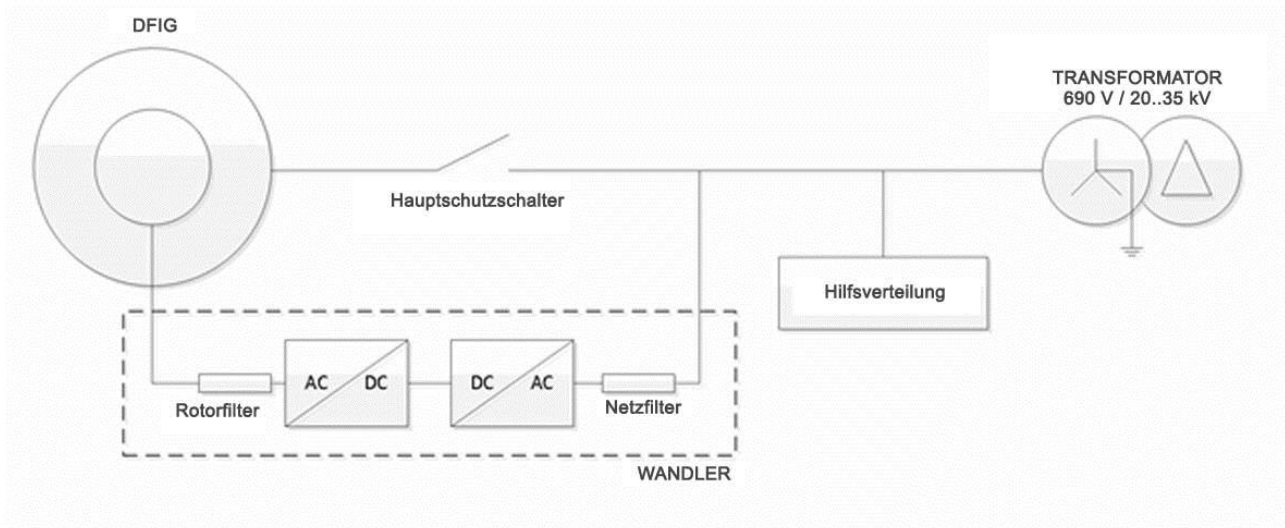 DFIG
TRANSFORMATOR
690 V / 20..35 kV
Hauptschutzschalter
Hilfsverteilung
AC DC
DC AC
Rotorfilter
Netzfilter
WANDLER